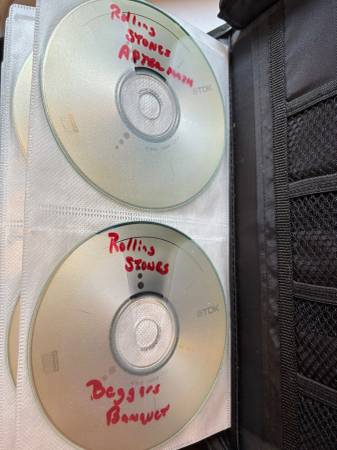 Rolling
STONES
AFTERMATH
TDK
Rolling
STONES
TDK
Beggars
BANQUET